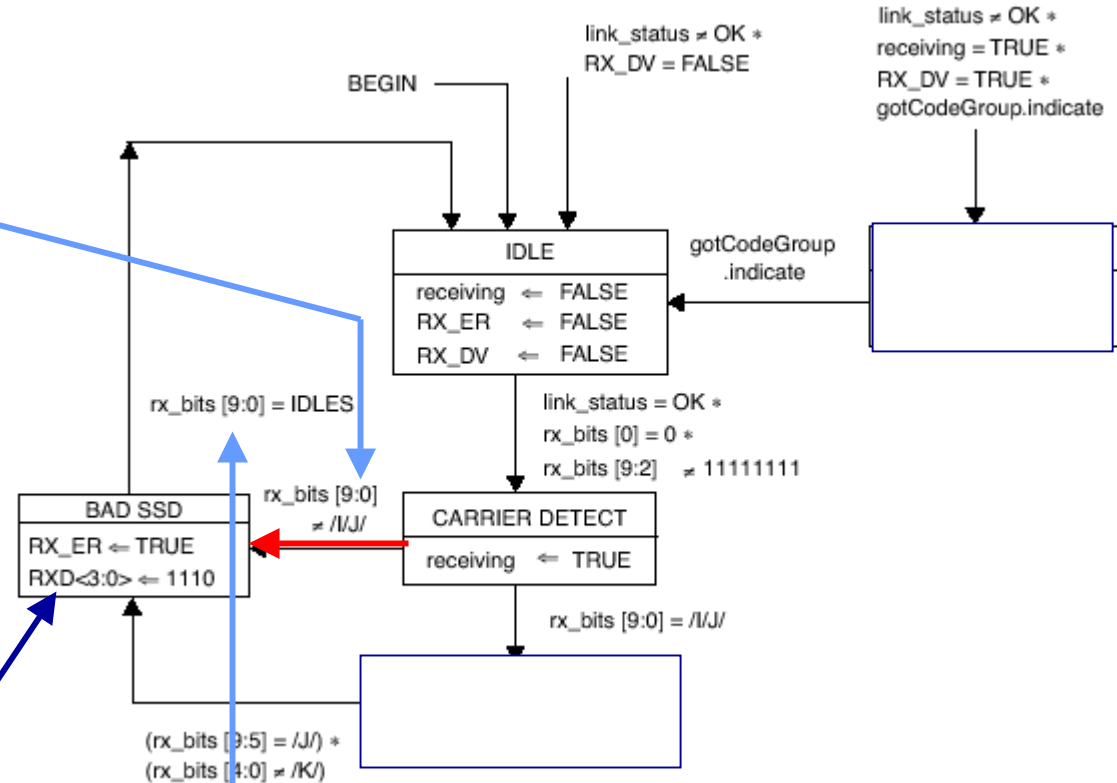 link_status ≠ OK *
receiving = TRUE *
RX_DV = TRUE *
gotCodeGroup.indicate
link_status ≠ OK *
RX_DV = FALSE
BEGIN
IDLE
receiving ⇐ FALSE
RX_ER ⇐ FALSE
RX_DV ⇐ FALSE
gotCodeGroup
.indicate
rx_bits [9:0] = IDLES
link_status = OK *
rx_bits [0] = 0 *
rx_bits [9:2] ≠ 11111111
rx_bits [9:0]
≠ /I/J/
BAD SSD
RX_ER ⇐ TRUE
RXD<3:0> ⇐ 1110
CARRIER DETECT
receiving ⇐ TRUE
rx_bits [9:0] = /I/J/
(rx_bits [9:5] = /J/) *
(rx_bits [4:0] ≠ /K/)